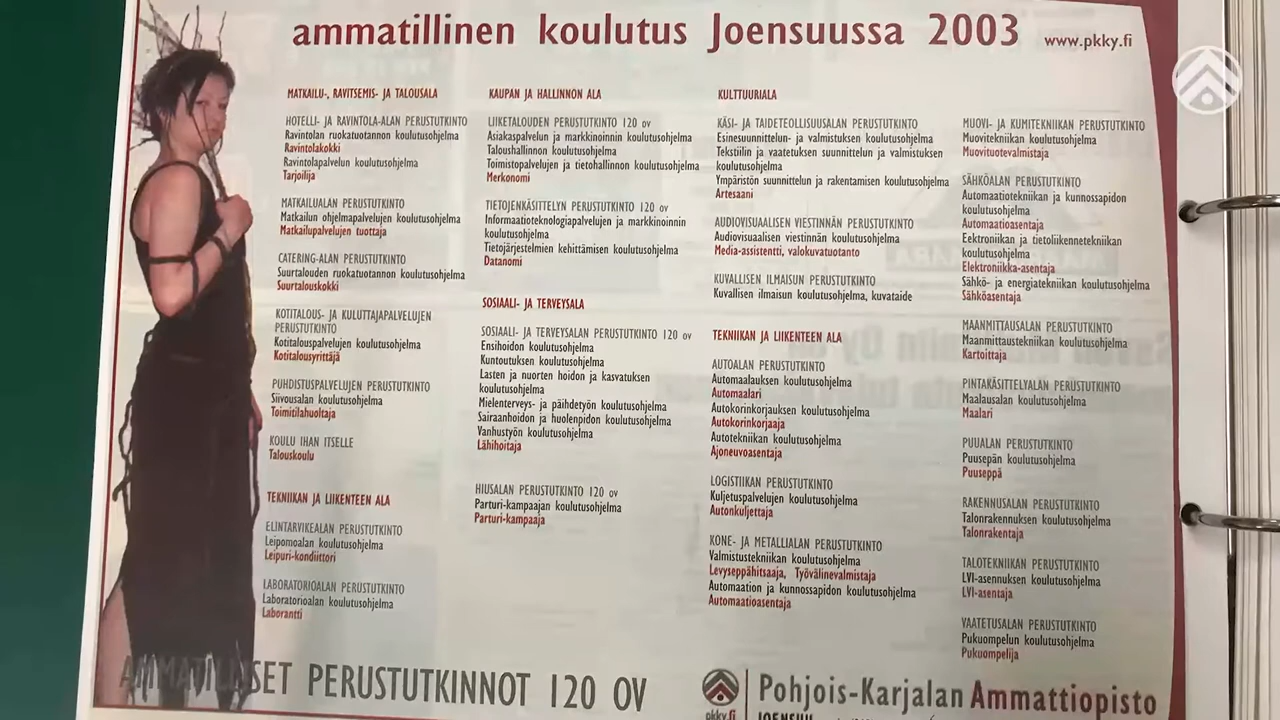 ammatillinen koulutus Joensuussa 2003 www.pkky.fi
MATKAILU-, RAVITSEMIS- JA TALOUSALA
HOTELLI- JA RAVINTOLA-ALAN PERUSTUTKINTO
Ravintolan ruokatuotannon koulutusohjelma
Ravintolakokki
Ravintolapalvelun koulutusohjelma
Tarjoilija
MATKAILUALAN PERUSTUTKINTO
Matkailun ohjelmapalvelujen koulutusohjelma
Matkailupalvelujen tuottaja
CATERING-ALAN PERUSTUTKINTO
Suurtalouden ruokatuotannon koulutusohjelma
Suurtalouskokki
KOTITALOUS- JA KULUTTAJAPALVELUJEN
PERUSTUTKINTO
Kotitalouspalvelujen koulutusohjelma
Kotitalousyrittäjä
PUHDISTUSPALVELUJEN PERUSTUTKINTO
Siivousalan koulutusohjelma
Toimitilahuoltaja
KOULU IHAN ITSELLE
Talouskoulu
TEKNIIKAN JA LIIKENTEEN ALA
ELINTARVIKEALAN PERUSTUTKINTO
Leipomoalan koulutusohjelma
Leipuri-kondiittori
LABORATORIOALAN PERUSTUTKINTO
Laboratorioalan koulutusohjelma
Laborantti
KAUPAN JA HALLINNON ALA
LIIKETALOUDEN PERUSTUTKINTO 120 ov
Asiakaspalvelun ja markkinoinnin koulutusohjelma
Taloushallinnon koulutusohjelma
Toimistopalvelujen ja tietohallinnon koulutusohjelma
Merkonomi
TIETOJENKÄSITTELYN PERUSTUTKINTO 120 ov
Informaatioteknologiapalvelujen ja markkinoinnin
koulutusohjelma
Tietojärjestelmien kehittämisen koulutusohjelma
Datanomi
SOSIAALI- JA TERVEYSALA
SOSIAALI- JA TERVEYSALAN PERUSTUTKINTO 120 ov
Ensihoidon koulutusohjelma
Kuntoutuksen koulutusohjelma
Lasten ja nuorten hoidon ja kasvatuksen
koulutusohjelma
Mielenterveys- ja päihdetyön koulutusohjelma
Sairaanhoidon ja huolenpidon koulutusohjelma
Vanhustyön koulutusohjelma
Lähihoitaja
HIUSALAN PERUSTUTKINTO 120 ov
Parturi-kampaajan koulutusohjelma
Parturi-kampaaja
KULTTUURIALA
KÄSI- JA TAIDETEOLLISUUSALAN PERUSTUTKINTO
Esinesuunnittelun- ja valmistuksen koulutusohjelma
Tekstiilin ja vaatetuksen suunnittelun ja valmistuksen
koulutusohjelma
Ympäristön suunnittelun ja rakentamisen koulutusohjelma
Artesaani
AUDIOVISUAALISEN VIESTINNÄN PERUSTUTKINTO
Audiovisuaalisen viestinnän koulutusohjelma
Media-assistentti, valokuvatuotanto
KUVALLISEN ILMAISUN PERUSTUTKINTO
Kuvallisen ilmaisun koulutusohjelma, kuvataide
TEKNIIKAN JA LIIKENTEEN ALA
AUTOALAN PERUSTUTKINTO
Automaalauksen koulutusohjelma
Automaalari
Autokorinkorjauksen koulutusohjelma
Autokorinkorjaaja
Autotekniikan koulutusohjelma
Ajoneuvoasentaja
LOGISTIIKAN PERUSTUTKINTO
Kuljetuspalvelujen koulutusohjelma
Autonkuljettaja
KONE- JA METALLIALAN PERUSTUTKINTO
Valmistustekniikan koulutusohjelma
Levyseppähitsaaja, Työvälinevalmistaja
Automaation ja kunnossapidon koulutusohjelma
Automaatioasentaja
MUOVI- JA KUMITEKNIIKAN PERUSTUTKINTO
Muovitekniikan koulutusohjelma
Muovituotevalmistaja
SÄHKÖALAN PERUSTUTKINTO
Automaatiotekniikan ja kunnossapidon
koulutusohjelma
Automaatioasentaja
Eektroniikan ja tietoliikennetekniikan
koulutusohjelma
Elektroniikka-asentaja
Sähkö- ja energiatekniikan koulutusohjelma
Sähköasentaja
MAANMITTAUSALAN PERUSTUTKINTO
Maanmittaustekniikan koulutusohjelma
Kartoittaja
PINTAKÄSITTELYALAN PERUSTUTKINTO
Maalausalan koulutusohjelma
Maalari
PUUALAN PERUSTUTKINTO
Puusepän koulutusohjelma
Puuseppä
RAKENNUSALAN PERUSTUTKINTO
Talonrakennuksen koulutusohjelma
Talonrakentaja
TALOTEKNIIKAN PERUSTUTKINTO
LVI-asennuksen koulutusohjelma
LVI-asentaja
VAATETUSALAN PERUSTUTKINTO
Pukuompelun koulutusohjelma
Pukuompelija
AMMATILLISET PERUSTUTKINNOT 120 OV
pkky.fi
Pohjois-Karjalan Ammattiopisto
JOENSUU